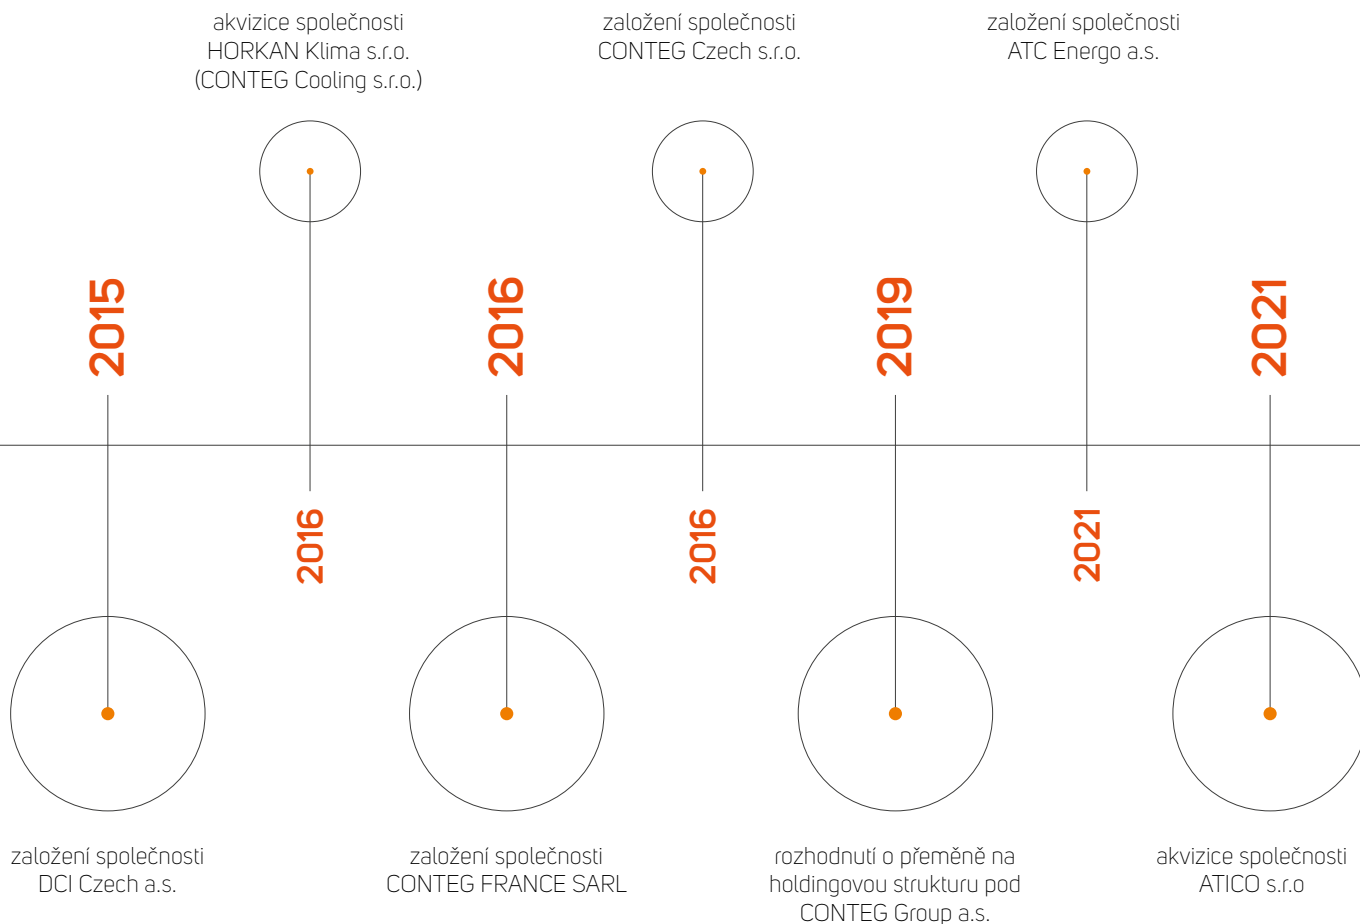 akvizice společnosti
HORKAN Klima s.r.o.
(CONTEG Cooling s.r.o.)
založení společnosti
CONTEG Czech s.r.o.
založení společnosti
ATC Energo a.s.
2015
2016
2019
2021
2016
2016
2021
založení společnosti
DCI Czech a.s.
založení společnosti
CONTEG FRANCE SARL
rozhodnutí o přeměně na
holdingovou strukturu pod
CONTEG Group a.s.
akvizice společnosti
ATICO s.r.o